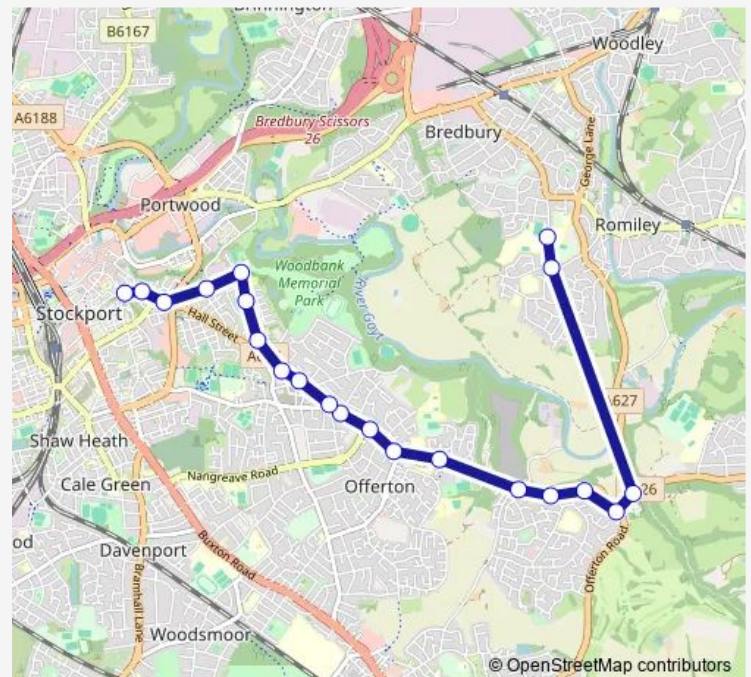 Brinnington
B6167
Woodley
A6188
Bredbury Scissors
26
Bredbury
George Lane
Portwood
Romiley
Woodbank
Memorial
Park
River Goyt
Stockport
Hall Street
A627
Shaw Heath
Cale Green
Nangreave Road
Offerton
Davenport
Buxton Road
Offerton Road
Bramhall Lane
Woodsmoor
© OpenStreetMap contributors